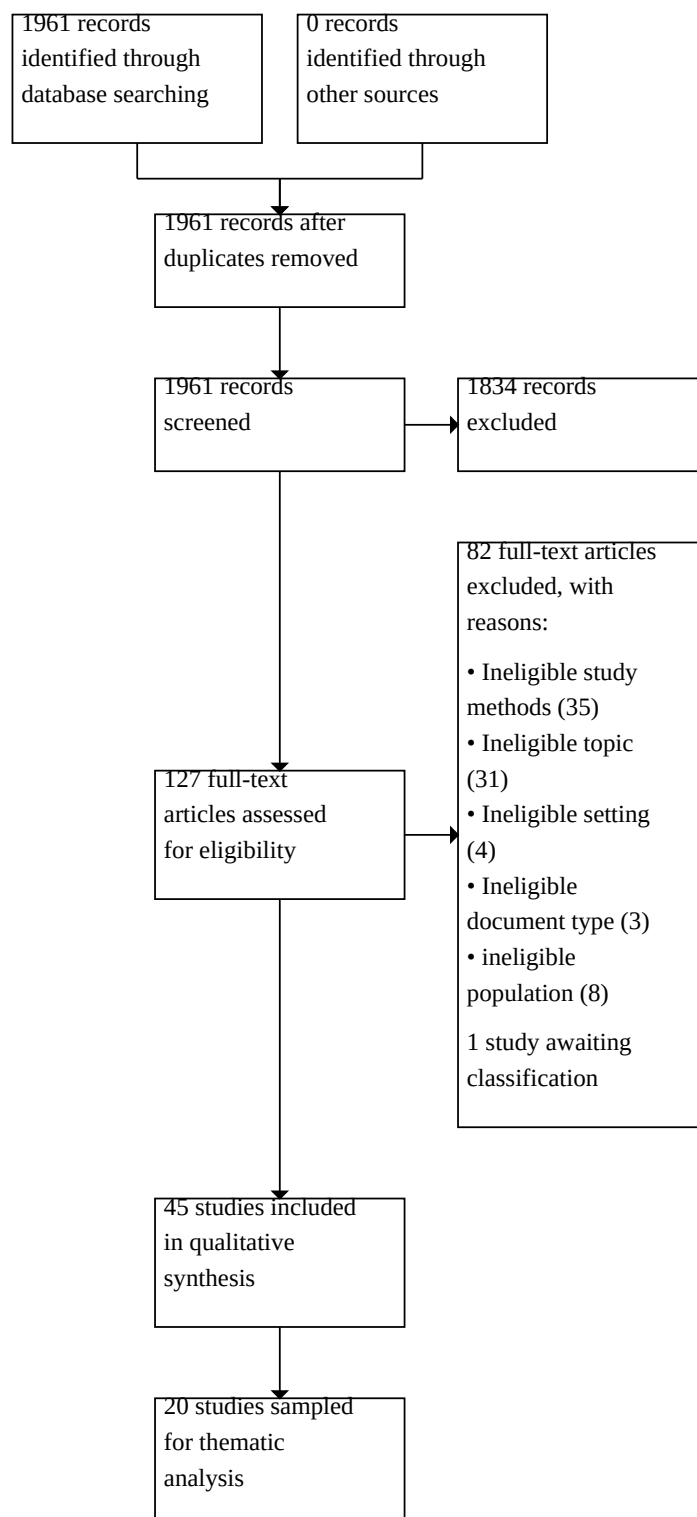 1961 records
identified through
database searching
0 records
identified through
other sources
1961 records after
duplicates removed
1961 records
screened
1834 records
excluded
82 full-text articles
excluded, with
reasons:
• Ineligible study
methods (35)
• Ineligible topic
(31)
• Ineligible setting
(4)
• Ineligible
document type (3)
• ineligible
population (8)
1 study awaiting
classification
127 full-text
articles assessed
for eligibility
45 studies included
in qualitative
synthesis
20 studies sampled
for thematic
analysis